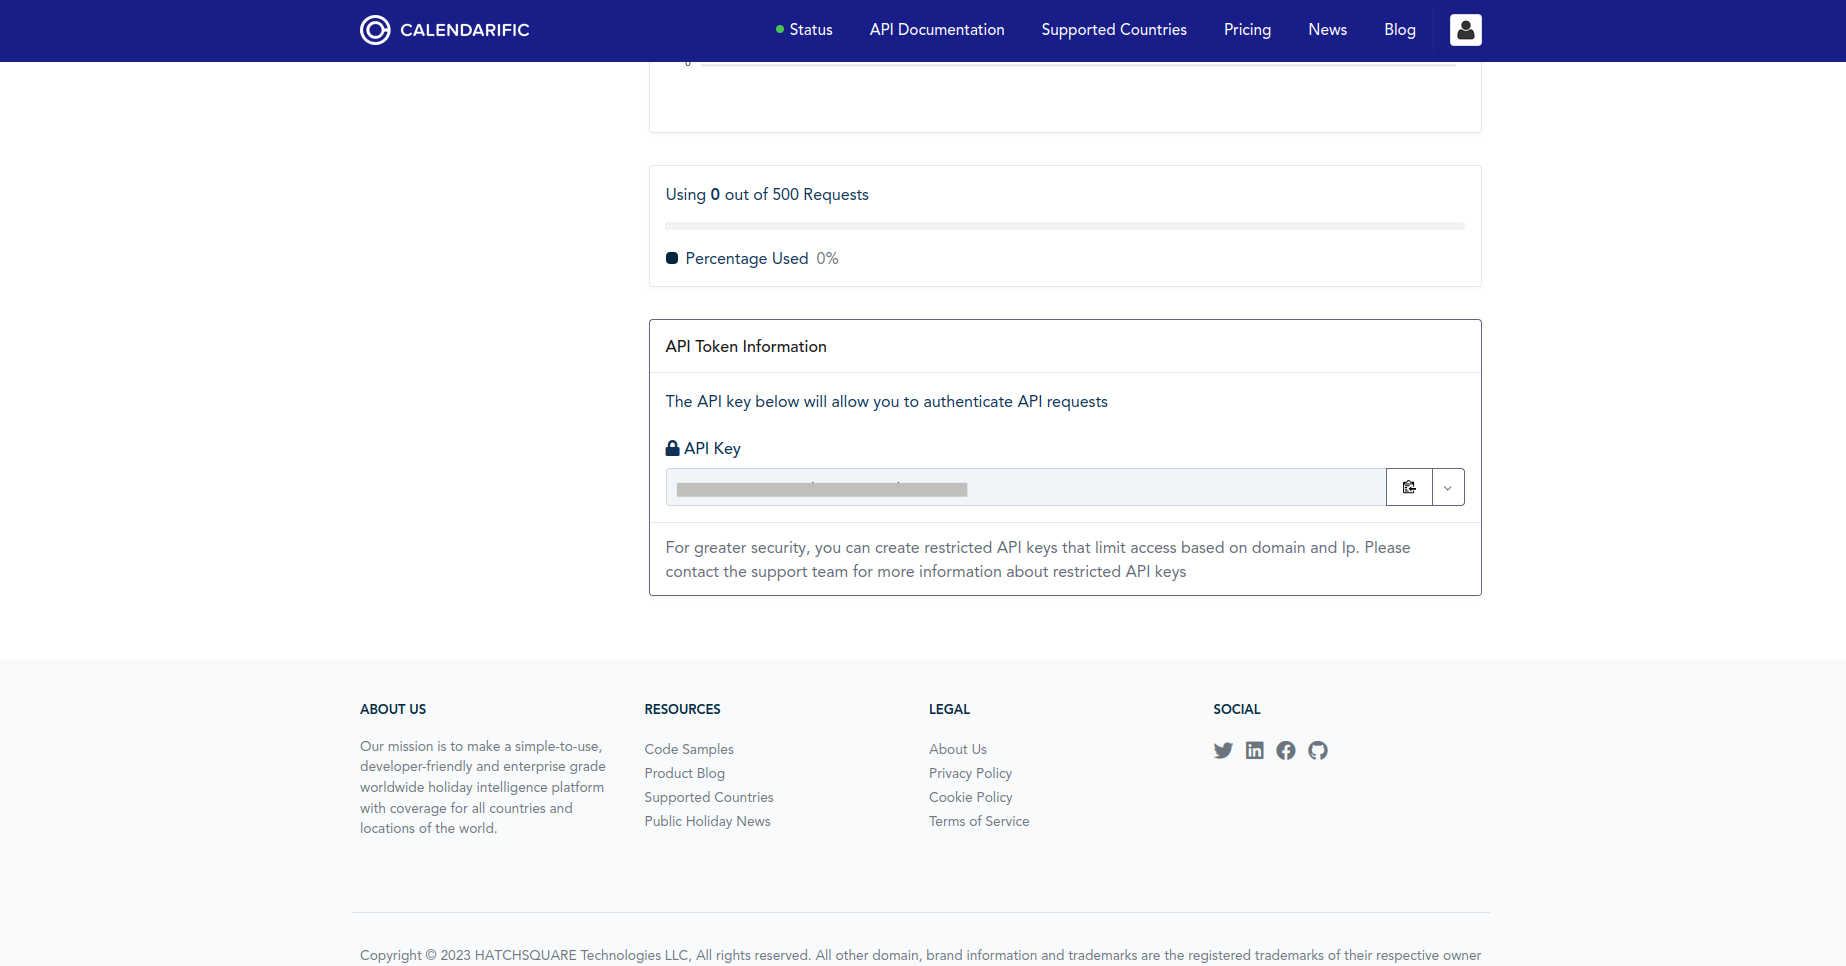 CALENDARIFIC
Status API Documentation Supported Countries Pricing News Blog
0
Using 0 out of 500 Requests
Percentage Used 0%
API Token Information
The API key below will allow you to authenticate API requests
API Key
For greater security, you can create restricted API keys that limit access based on domain and Ip. Please
contact the support team for more information about restricted API keys
ABOUT US
Our mission is to make a simple-to-use,
developer-friendly and enterprise grade
worldwide holiday intelligence platform
with coverage for all countries and
locations of the world.
RESOURCES
Code Samples
Product Blog
Supported Countries
Public Holiday News
LEGAL
About Us
Privacy Policy
Cookie Policy
Terms of Service
SOCIAL
Copyright © 2023 HATCHSQUARE Technologies LLC, All rights reserved. All other domain, brand information and trademarks are the registered trademarks of their respective owner